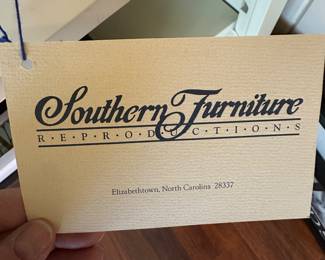 Southern Furniture
R·E·P·R·O·D·U·C·T·I·O·N·S
Elizabethtown, North Carolina 28337